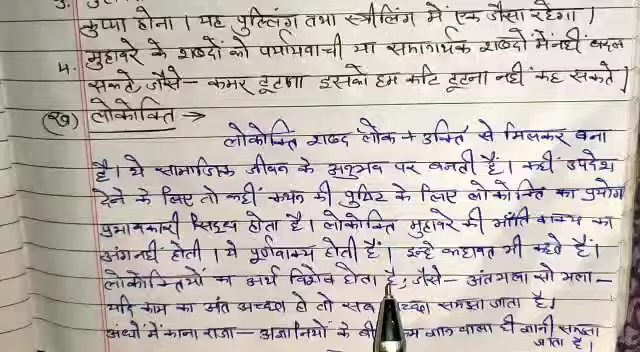 कुप्पा होना। यह पुल्लिंग तथा स्त्रीलिंग में एक जैसा रहेगा।
4. मुहावरे के शब्दों को पर्यायवाची या समानार्थक शब्दों में नहीं बदल
सकते, जैसे - कमर टूटना इसको हम कटि टूटना नहीं कह सकते।
(ख) लोकोक्ति →
लोकोक्ति शब्द लोक + उक्ति से मिलकर बना
है। ये सामाजिक जीवन के अनुभव पर बनती हैं। कहीं उपदेश
देने के लिए तो कहीं कथन की पुष्टि के लिए लोकोक्ति का प्रयोग
प्रभावकारी सिद्ध होता है। लोकोक्ति मुहावरे की भाँति वाक्य का
अंग नहीं होती। ये पूर्णवाक्य होती हैं। इन्हे कहावत भी कहते हैं।
लोकोक्तियों का अर्थ विशेष होता है, जैसे - अंत भला सो भला -
यदि काम का अंत अच्छा हो तो सब समझा जाता है।
अंधों में काना राजा - अज्ञानियों के ज्ञान वाला ही ज्ञानी समझा
जाता है।